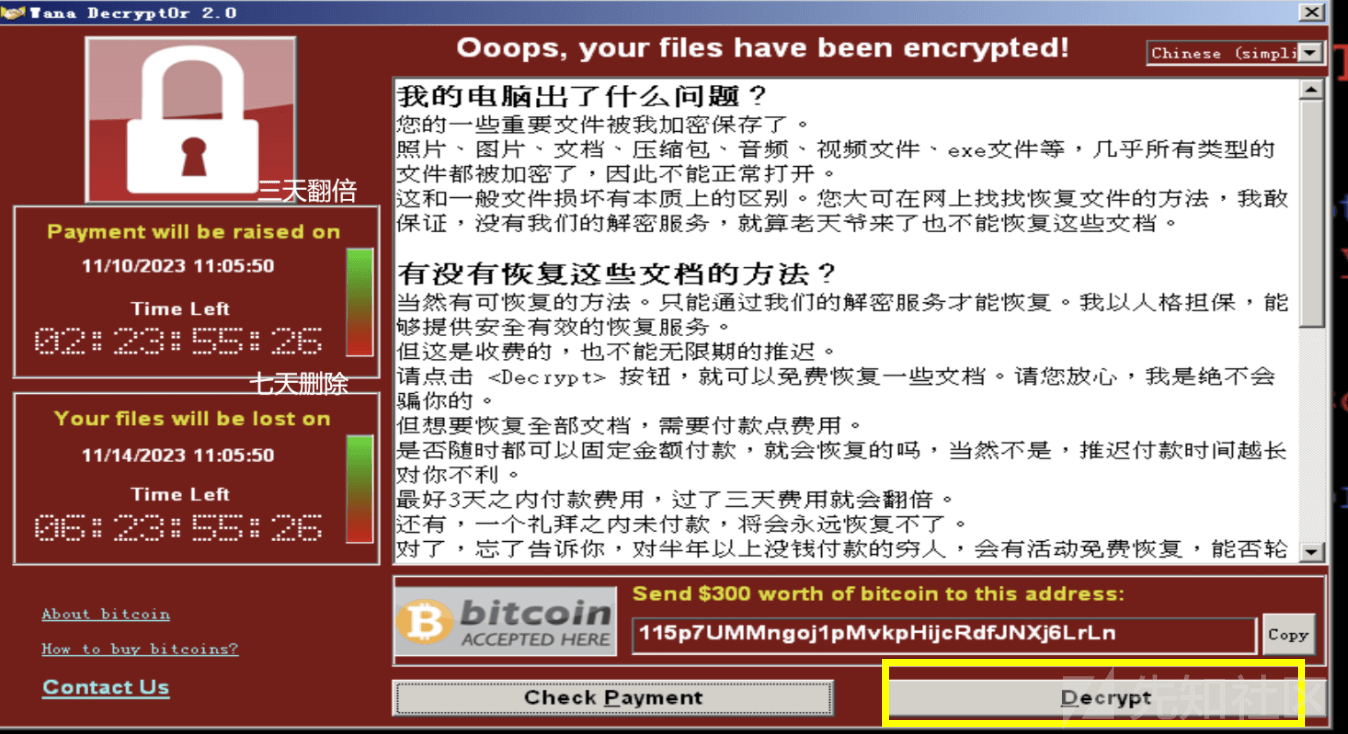 Wana Decrypt0r 2.0
Ooops, your files have been encrypted!
Chinese (simpli
三天翻倍
Payment will be raised on
11/10/2023 11:05:50
Time Left
02:23:55:26
七天删除
Your files will be lost on
11/14/2023 11:05:50
Time Left
06:23:55:26
About bitcoin
How to buy bitcoins?
Contact Us
我的电脑出了什么问题？
您的一些重要文件被我加密保存了。
照片、图片、文档、压缩包、音频、视频文件、exe文件等，几乎所有类型的
文件都被加密了，因此不能正常打开。
这和一般文件损坏有本质上的区别。您大可在网上找找恢复文件的方法，我敢
保证，没有我们的解密服务，就算老天爷来了也不能恢复这些文档。
有没有恢复这些文档的方法？
当然有可恢复的方法。只能通过我们的解密服务才能恢复。我以人格担保，能
够提供安全有效的恢复服务。
但这是收费的，也不能无限期的推迟。
请点击 <Decrypt> 按钮，就可以免费恢复一些文档。请您放心，我是绝不会
骗你的。
但想要恢复全部文档，需要付款点费用。
是否随时都可以固定金额付款，就会恢复的吗，当然不是，推迟付款时间越长
对你不利。
最好3天之内付款费用，过了三天费用就会翻倍。
还有，一个礼拜之内未付款，将会永远恢复不了。
对了，忘了告诉你，对半年以上没钱付款的穷人，会有活动免费恢复，能否轮
bitcoin
ACCEPTED HERE
Send $300 worth of bitcoin to this address:
115p7UMMngoj1pMvkpHijcRdfJNXj6LrLn
Copy
Check Payment
Decrypt
先知社区